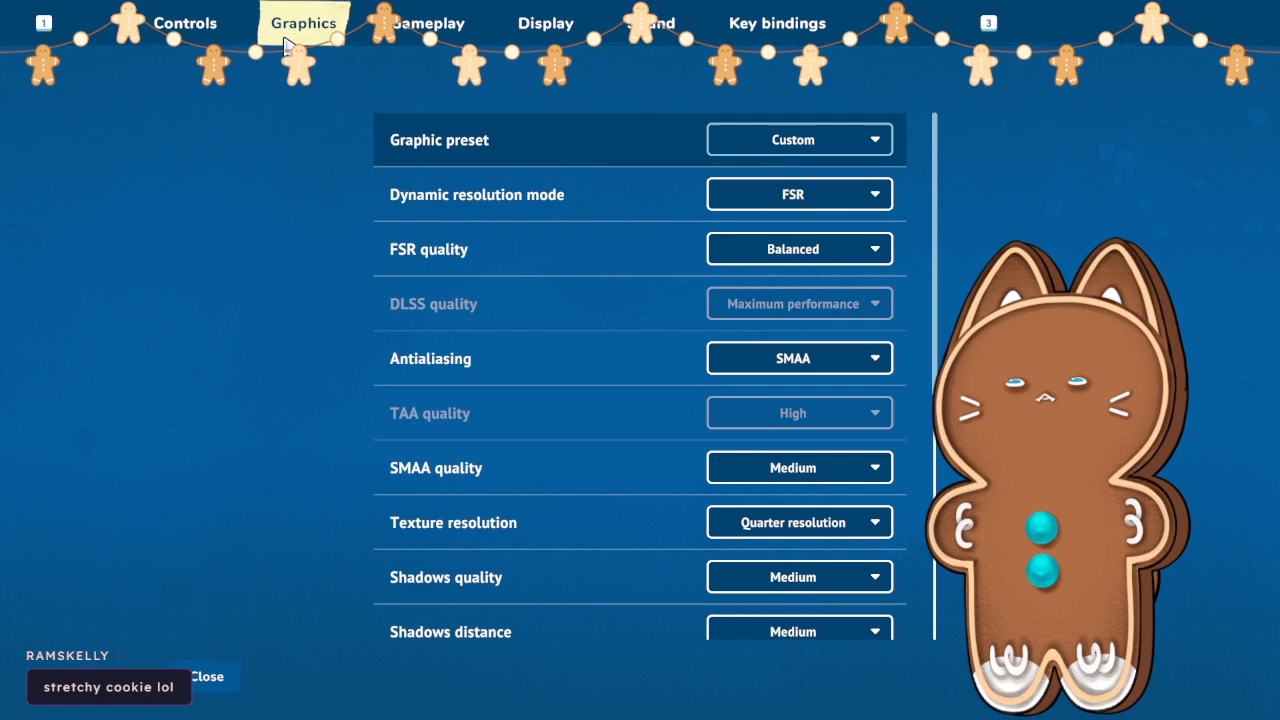 1
Controls
Graphics
Gameplay
Display
Sound
Key bindings
3
Graphic preset
Custom
Dynamic resolution mode
FSR
FSR quality
Balanced
DLSS quality
Maximum performance
Antialiasing
SMAA
TAA quality
High
SMAA quality
Medium
Texture resolution
Quarter resolution
Shadows quality
Medium
Shadows distance
Medium
RAMSKELLY
stretchy cookie lol
Close